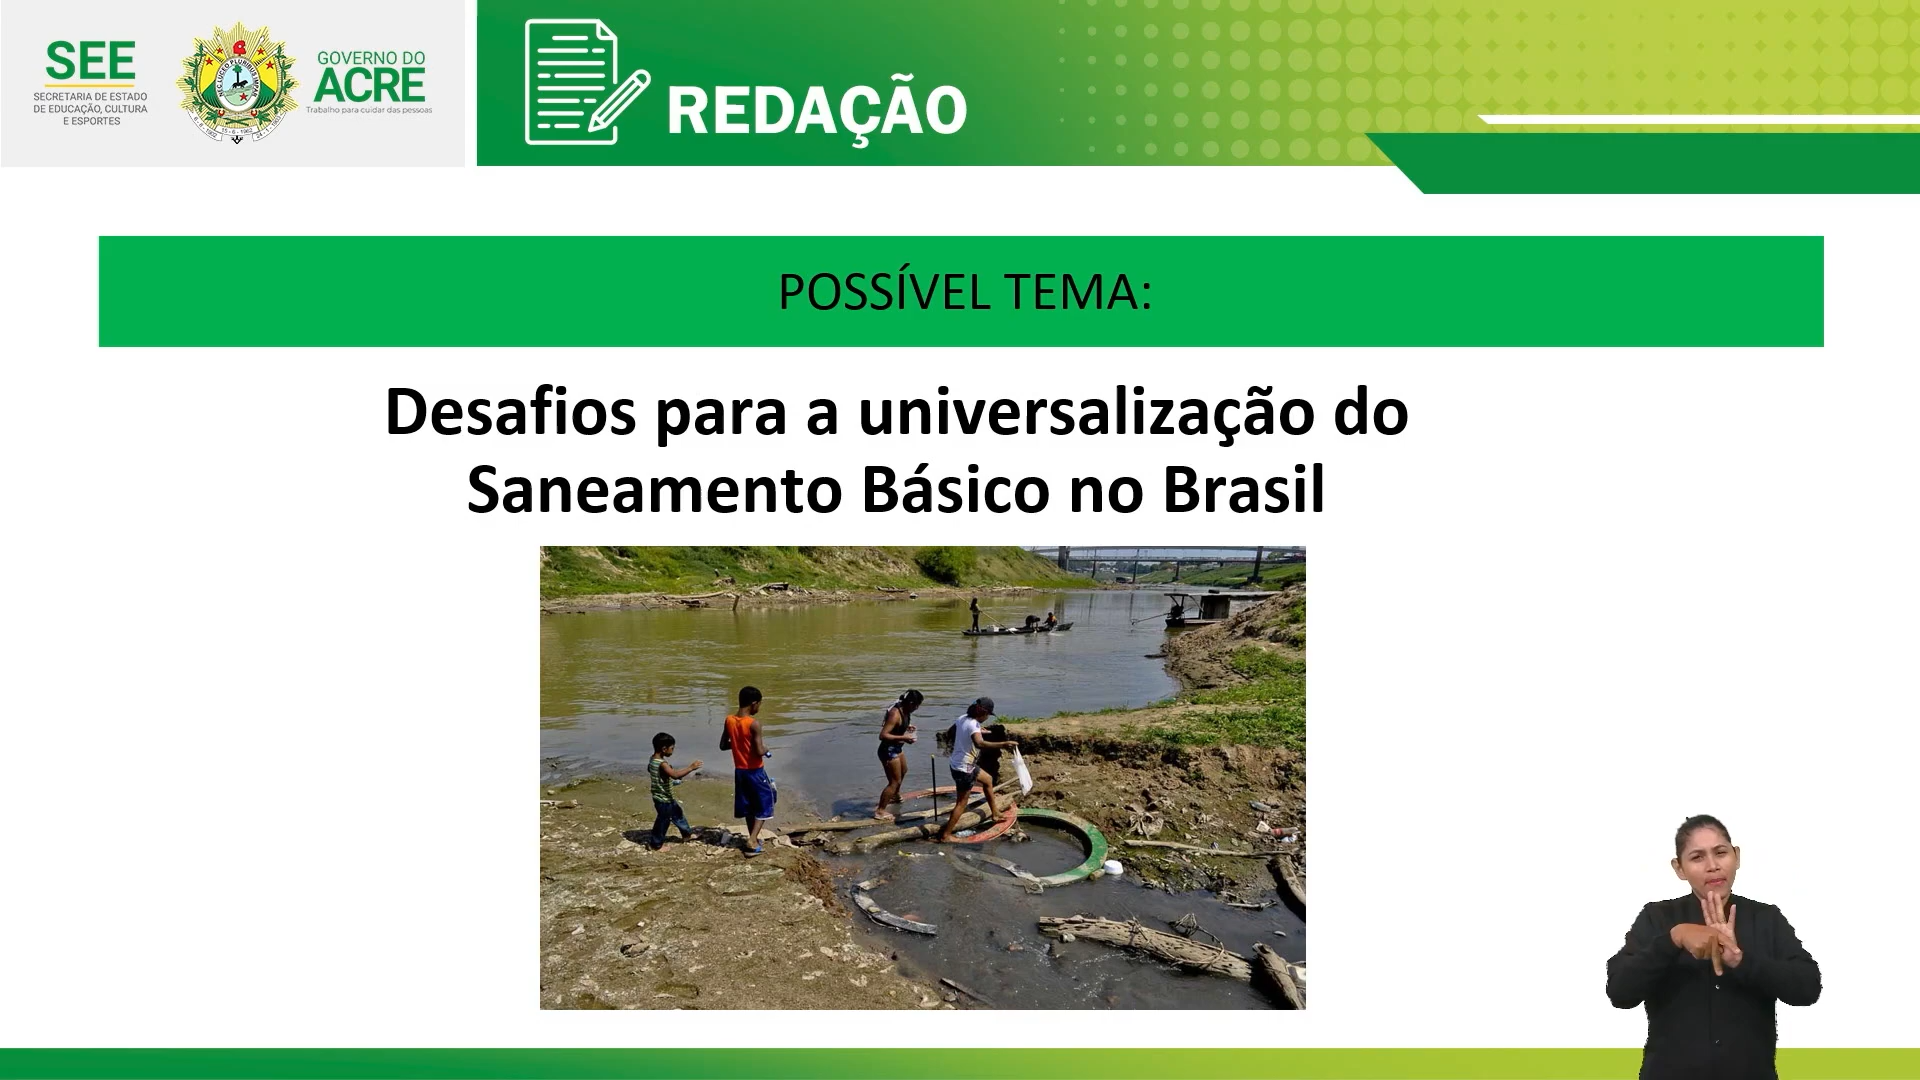 SEE
SECRETARIA DE ESTADO
DE EDUCAÇÃO, CULTURA
E ESPORTES
GOVERNO DO
ACRE
Trabalho para cuidar das pessoas
REDAÇÃO
POSSÍVEL TEMA:
Desafios para a universalização do
Saneamento Básico no Brasil